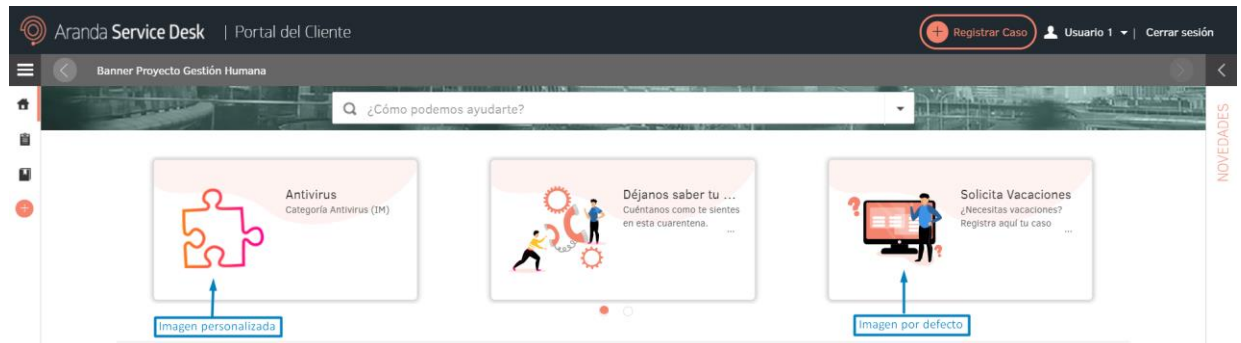 Aranda Service Desk | Portal del Cliente
Registrar Caso
Usuario 1
| Cerrar sesión
Banner Proyecto Gestión Humana
¿Cómo podemos ayudarte?
NOVEDADES
Antivirus
Categoría Antivirus (IM)
Déjanos saber tu ...
Cuéntanos como te sientes
en esta cuarentena.
...
Solicita Vacaciones
¿Necesitas vacaciones?
Registra aquí tu caso
...
Imagen personalizada
Imagen por defecto